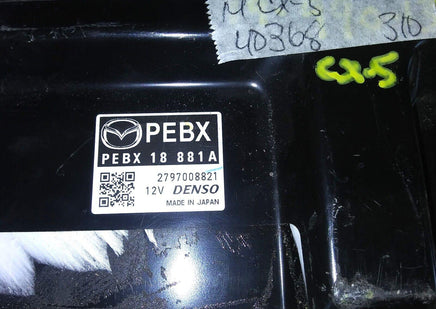 M CX-5
40368 310
CX-5
PEBX
PEBX 18 881A
2797008821
12V DENSO
MADE IN JAPAN